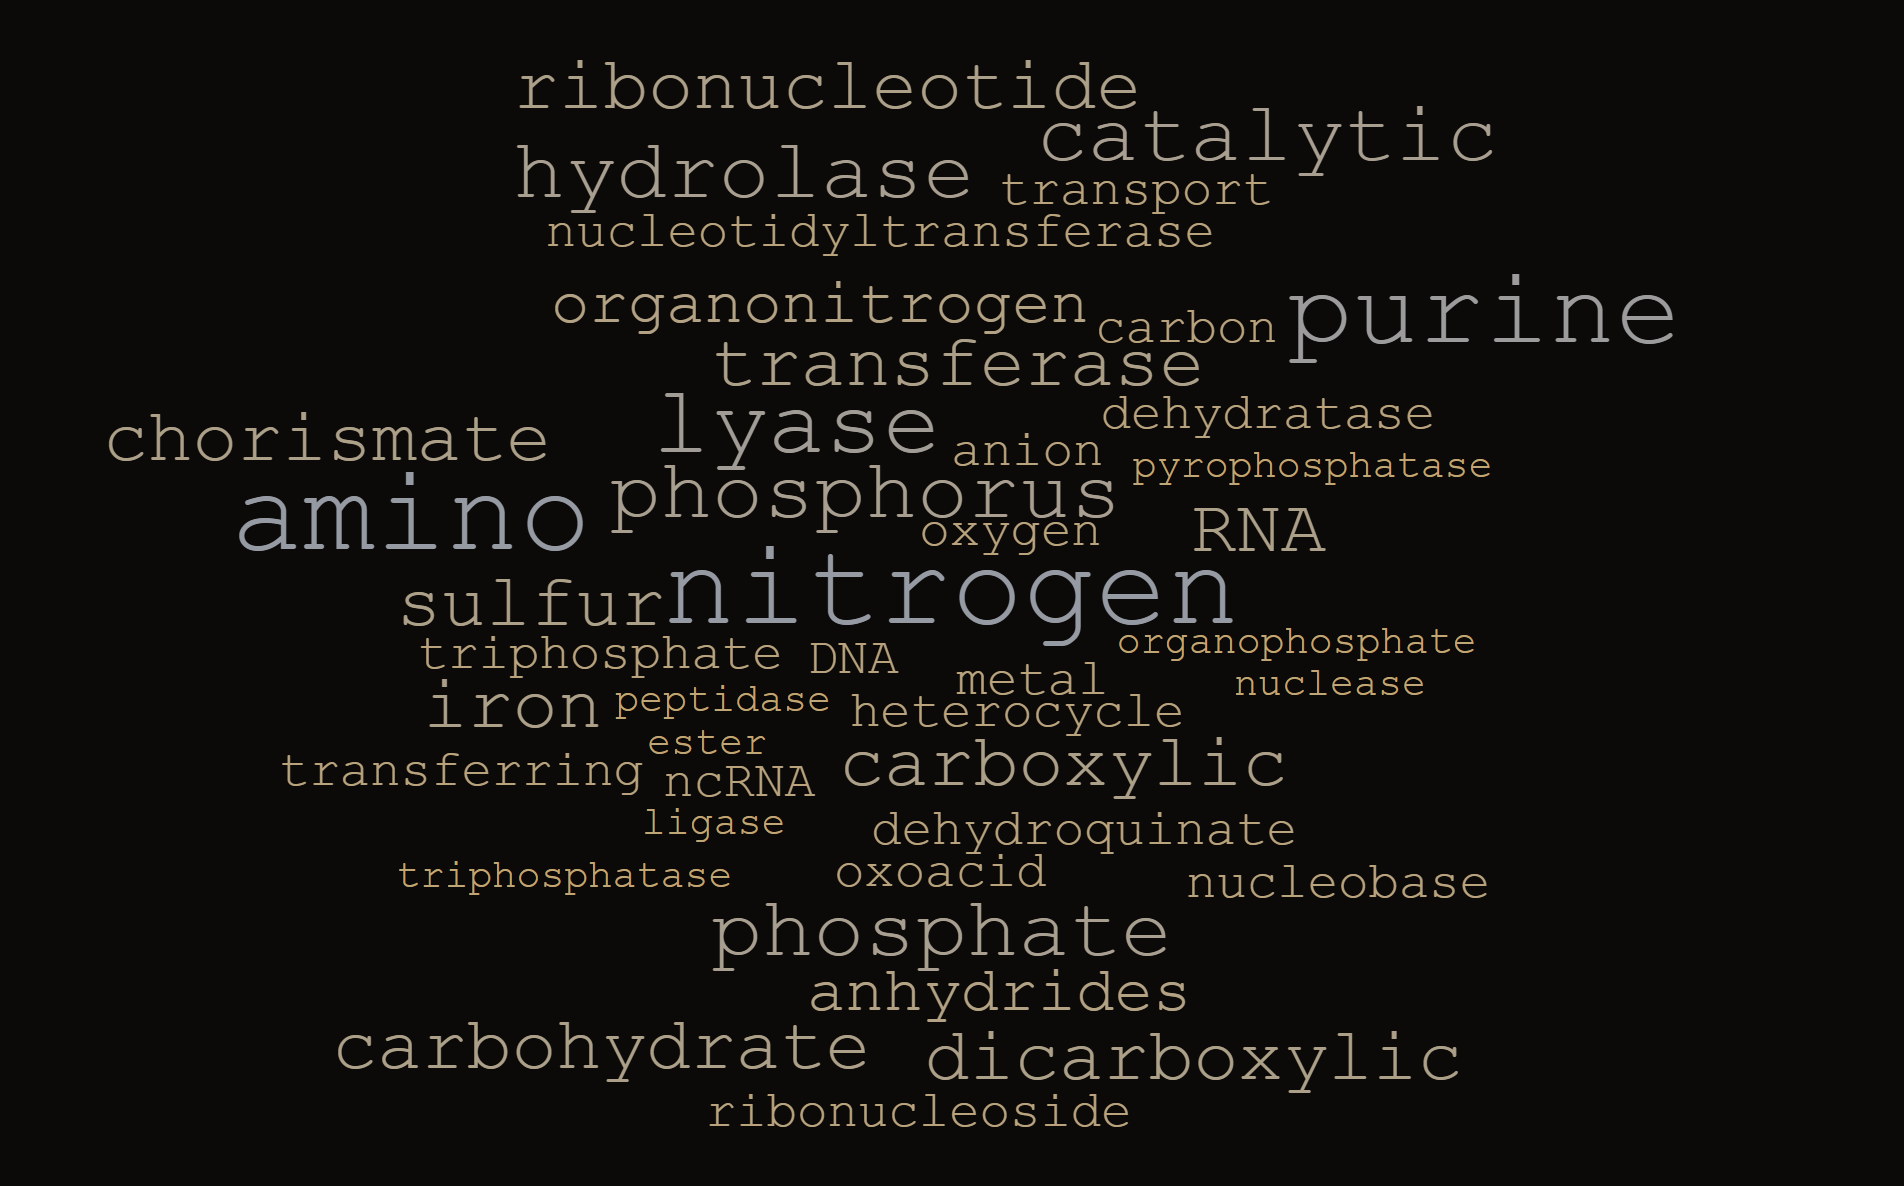 ribonucleotide
catalytic
hydrolase
transport
nucleotidyltransferase
organonitrogen
carbon
purine
transferase
chorismate
lyase
dehydratase
anion
pyrophosphatase
amino
phosphorus
oxygen
RNA
sulfur
nitrogen
triphosphate
DNA
organophosphate
metal
nuclease
iron
peptidase
heterocycle
ester
transferring
ncRNA
carboxylic
ligase
dehydroquinate
triphosphatase
oxoacid
nucleobase
phosphate
anhydrides
carbohydrate
dicarboxylic
ribonucleoside